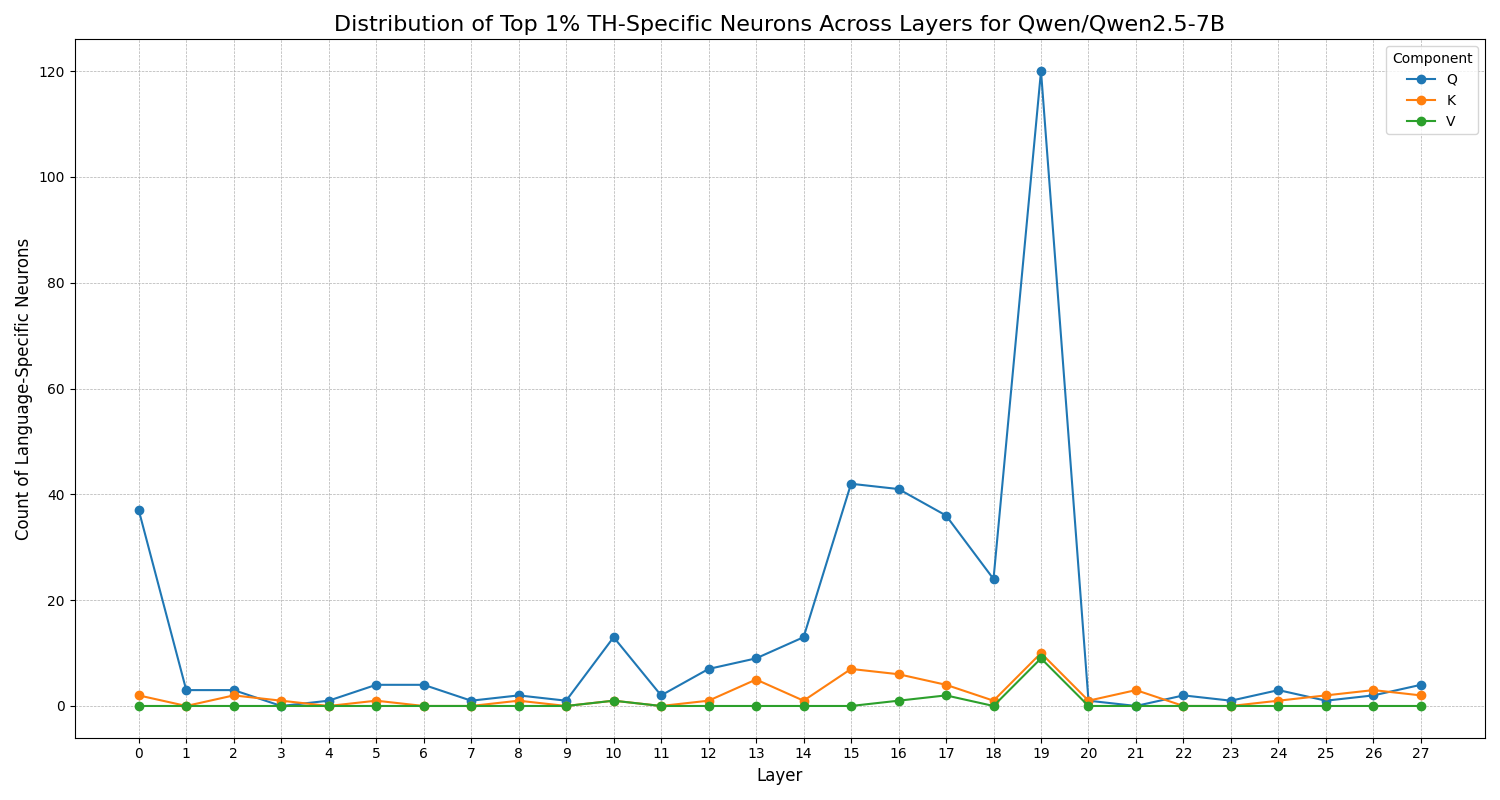 Distribution of Top 1% TH-Specific Neurons Across Layers for Qwen/Qwen2.5-7B
Component
Q
K
V
Count of Language-Specific Neurons
120
100
80
60
40
20
0
0 1 2 3 4 5 6 7 8 9 10 11 12 13 14 15 16 17 18 19 20 21 22 23 24 25 26 27
Layer